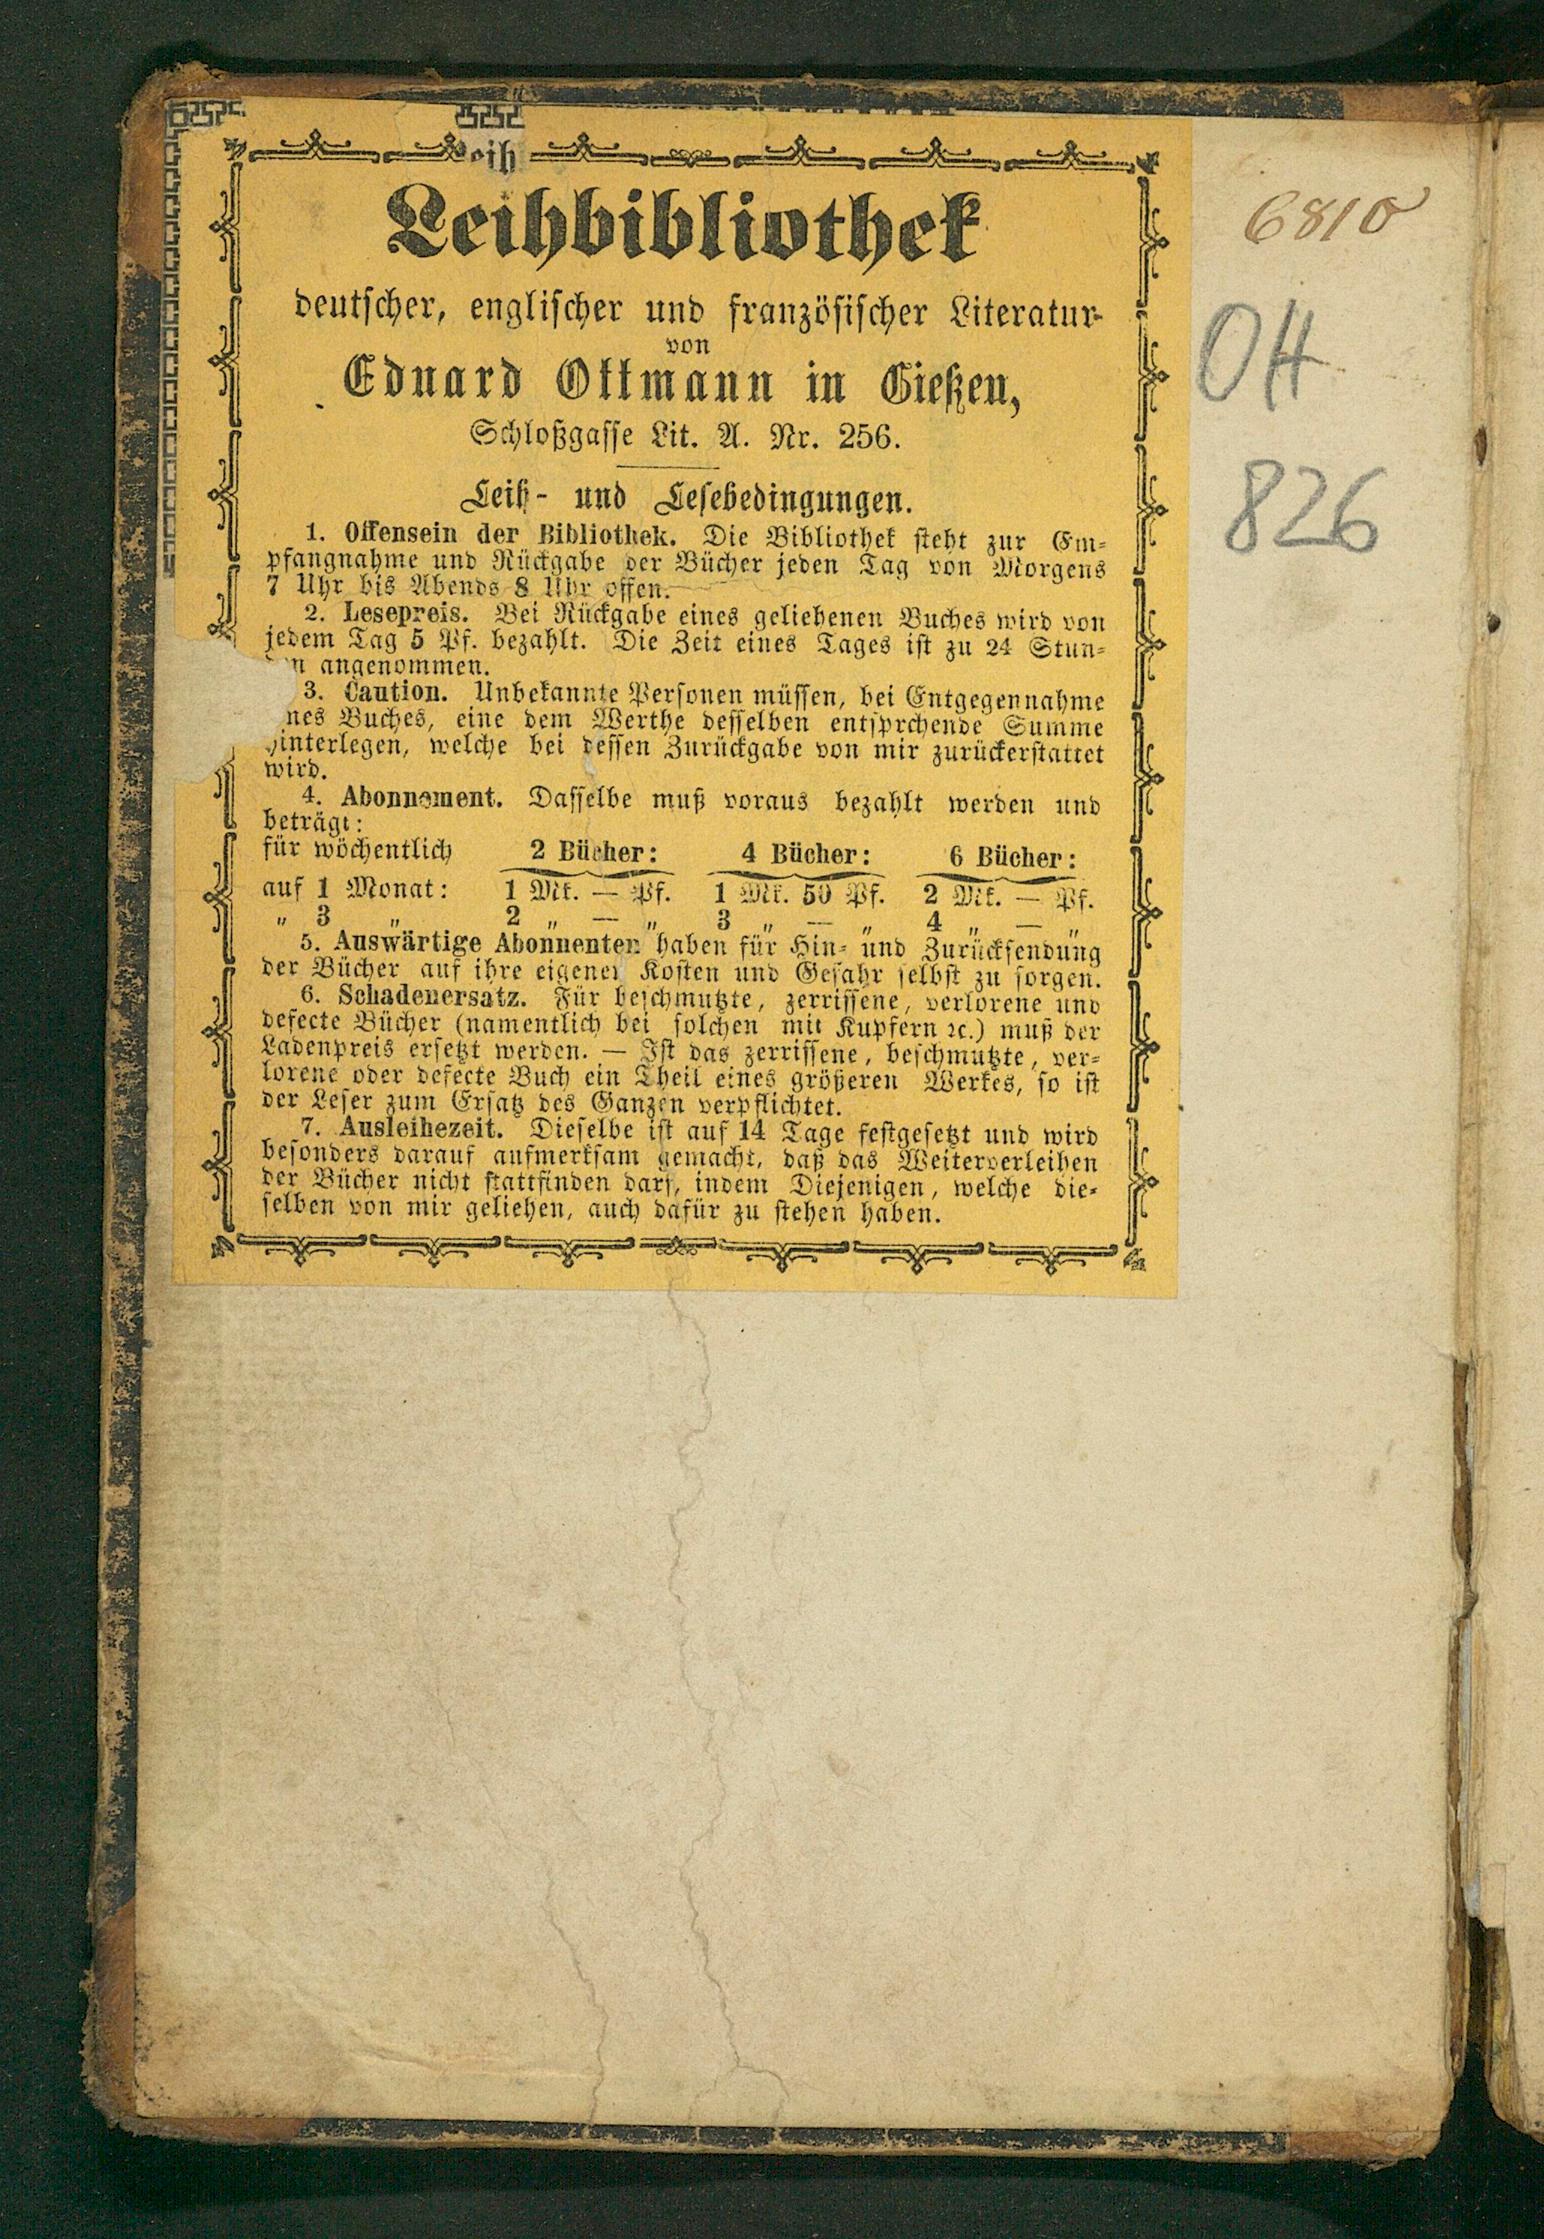 Leih
Leihbibliothek
deutscher, englischer und französischer Literatur
von
Eduard Ottmann in Gießen,
Schloßgasse Lit. A. Nr. 256.
Leih- und Lesebedingungen.
1. Offensein der Bibliothek. Die Bibliothek steht zur Em-
pfangnahme und Rückgabe der Bücher jeden Tag von Morgens
7 Uhr bis Abends 8 Uhr offen.
2. Lesepreis. Bei Rückgabe eines geliehenen Buches wird von
jedem Tag 5 Pf. bezahlt. Die Zeit eines Tages ist zu 24 Stun-
den angenommen.
3. Caution. Unbekannte Personen müssen, bei Entgegennahme
nes Buches, eine dem Werthe desselben entsprchende Summe
hinterlegen, welche bei dessen Zurückgabe von mir zurückerstattet
wird.
4. Abonnement. Dasselbe muß voraus bezahlt werden und
beträgt:
für wöchentlich 2 Bücher: 4 Bücher: 6 Bücher:
auf 1 Monat: 1 Mk. — Pf. 1 Mk. 50 Pf. 2 Mk. — Pf.
" 3 " 2 " — " 3 " — " 4 " — "
5. Auswärtige Abonnenten haben für Hin- und Zurücksendung
der Bücher auf ihre eigenen Kosten und Gefahr selbst zu sorgen.
6. Schadenersatz. Für beschmutzte, zerrissene, verlorene und
defecte Bücher (namentlich bei solchen mit Kupfern ꝛc.) muß der
Ladenpreis ersetzt werden. — Ist das zerrissene, beschmutzte, ver-
lorene oder defecte Buch ein Theil eines größeren Werkes, so ist
der Leser zum Ersatz des Ganzen verpflichtet.
7. Ausleihezeit. Dieselbe ist auf 14 Tage festgesetzt und wird
besonders darauf aufmerksam gemacht, daß das Weiterverleihen
der Bücher nicht stattfinden darf, indem Diejenigen, welche die-
selben von mir geliehen, auch dafür zu stehen haben.
6810
OH
826